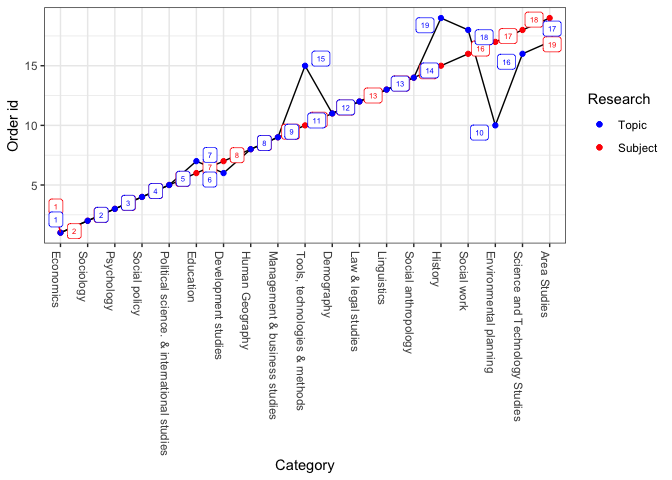 Order id
15
10
5
1
1
2
2
3
4
5
7
6
7
8
8
9
15
11
12
13
13
14
19
16
18
10
17
16
18
17
19
Economics
Sociology
Psychology
Social policy
Political science. & international studies
Education
Development studies
Human Geography
Management & business studies
Tools, technologies & methods
Demography
Law & legal studies
Linguistics
Social anthropology
History
Social work
Environmental planning
Science and Technology Studies
Area Studies
Category
Research
Topic
Subject